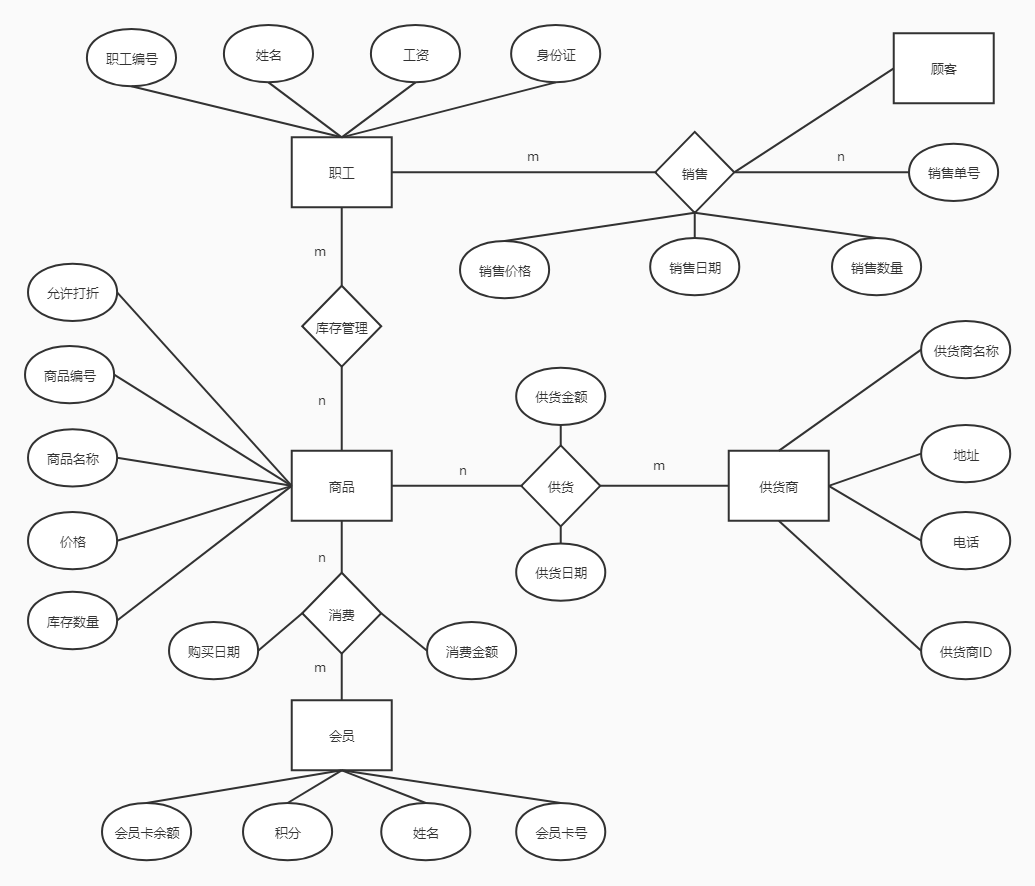 职工编号
姓名
工资
身份证
顾客
职工
m
销售
n
销售单号
m
销售价格
销售日期
销售数量
允许打折
库存管理
供货商名称
商品编号
n
供货金额
商品名称
地址
商品
n
供货
m
供货商
价格
n
供货日期
电话
库存数量
消费
购买日期
消费金额
供货商ID
m
会员
会员卡余额
积分
姓名
会员卡号